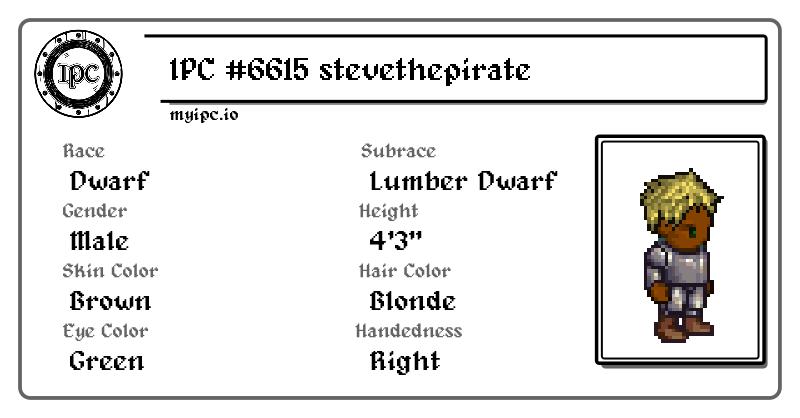 IPC
IPC #6615 stevethepirate
myipc.io
Race
Subrace
Dwarf
Lumber Dwarf
Gender
Height
Male
4'3"
Skin Color
Hair Color
Brown
Blonde
Eye Color
Handedness
Green
Right